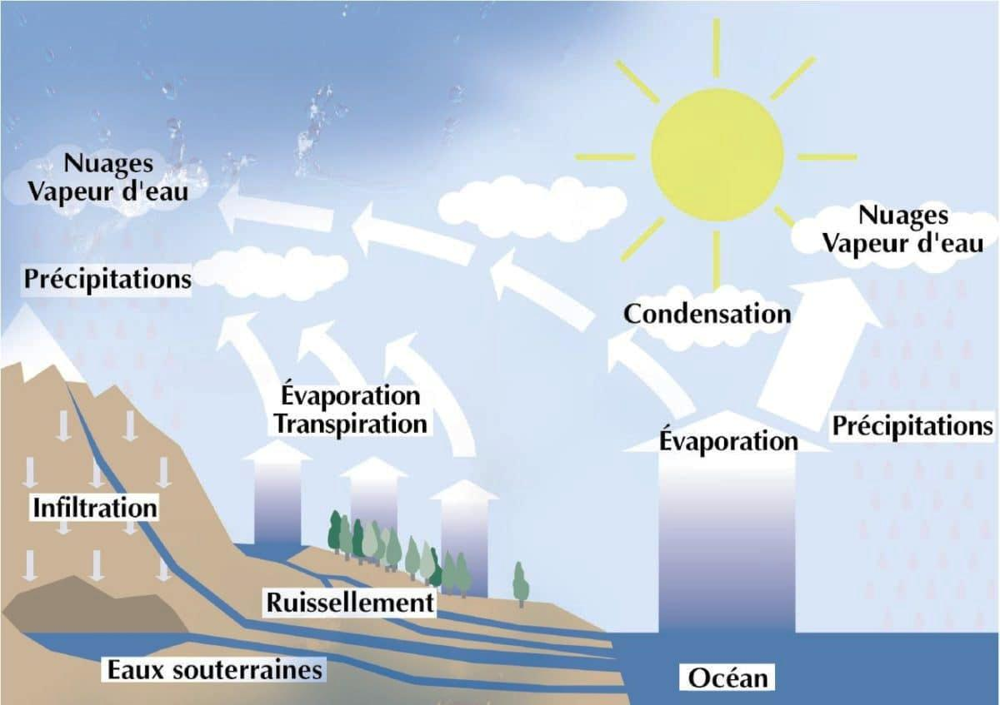 Nuages
Vapeur d'eau
Nuages
Vapeur d'eau
Précipitations
Condensation
Évaporation
Transpiration
Précipitations
Évaporation
Infiltration
Ruissellement
Eaux souterraines
Océan